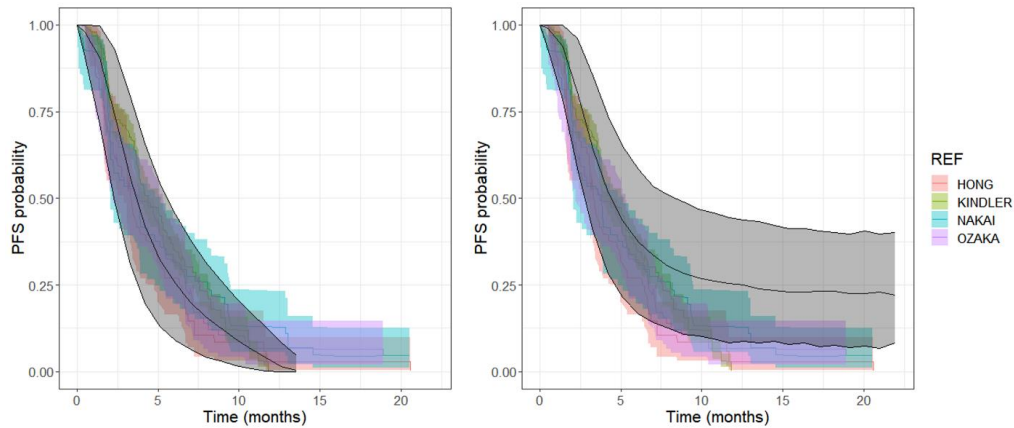 1.00
0.75
0.50
0.25
0.00
PFS probability
0 5 10 15 20
Time (months)
1.00
0.75
0.50
0.25
0.00
PFS probability
0 5 10 15 20
Time (months)
REF
HONG
KINDLER
NAKAI
OZAKA